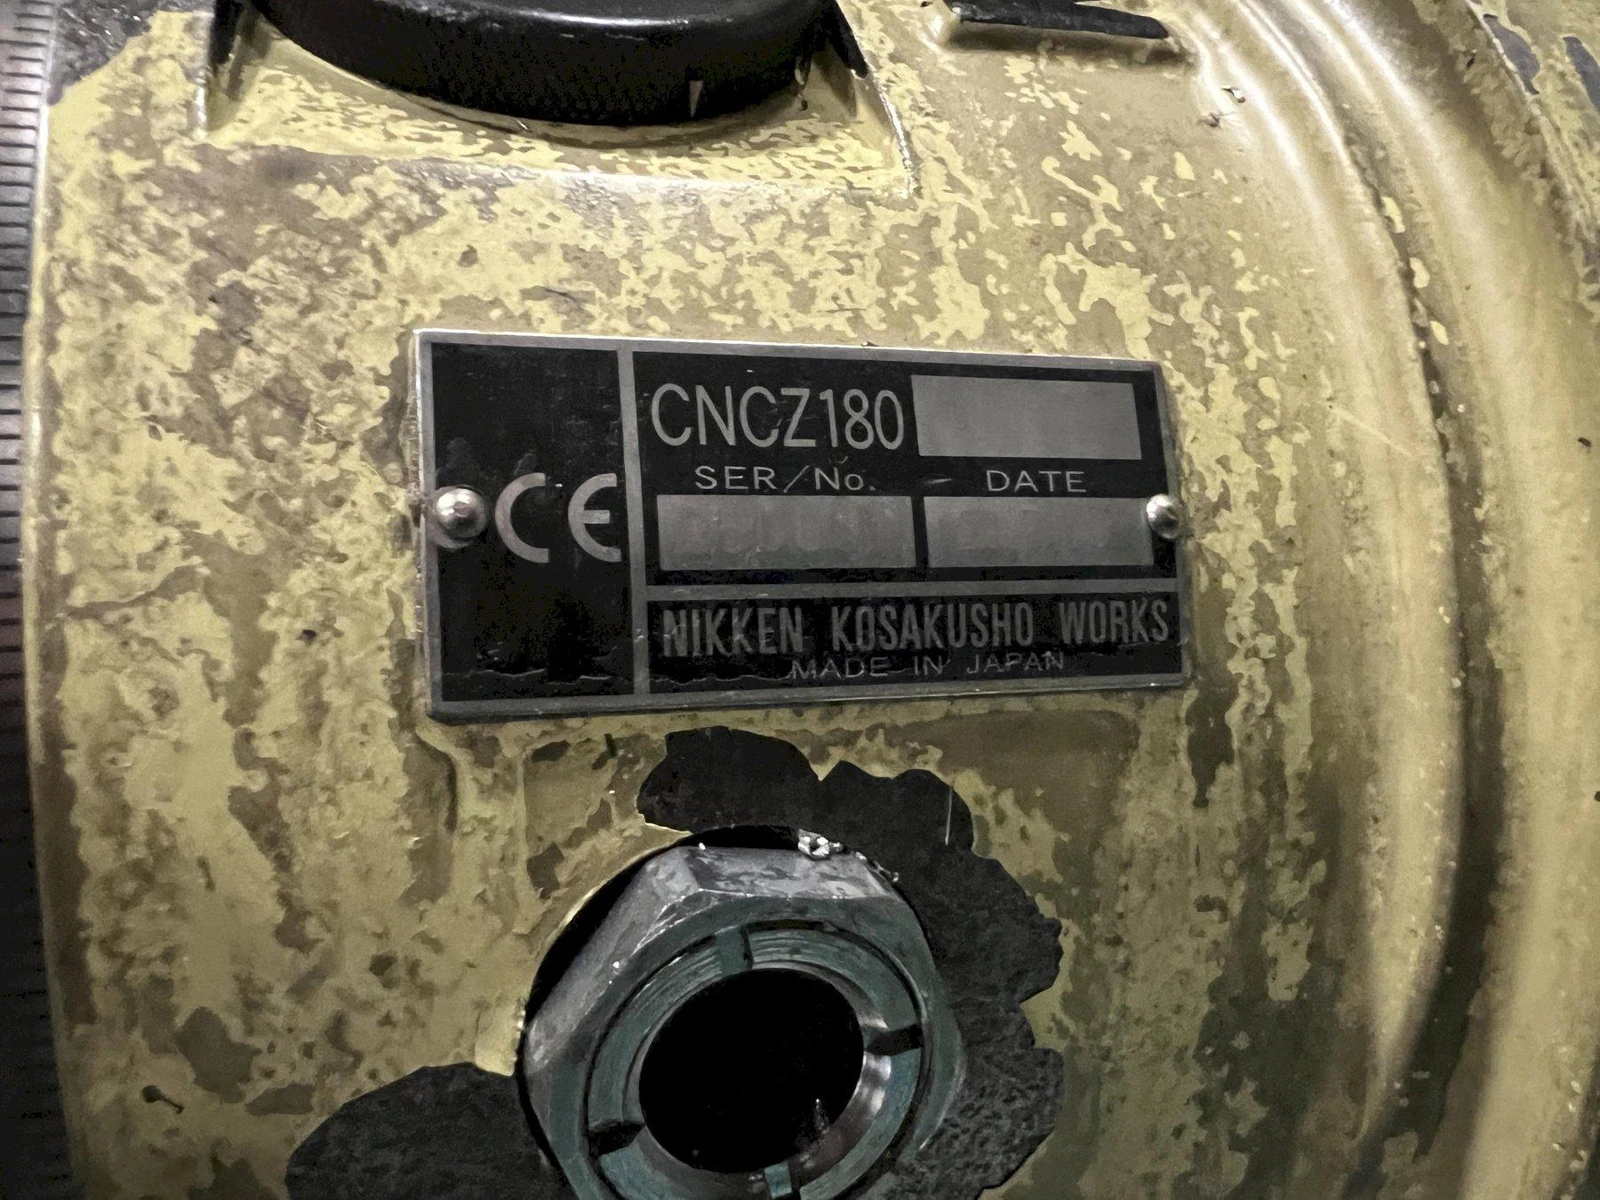 CE
CNCZ180
SER/No. DATE
NIKKEN KOSAKUSHO WORKS
MADE IN JAPAN